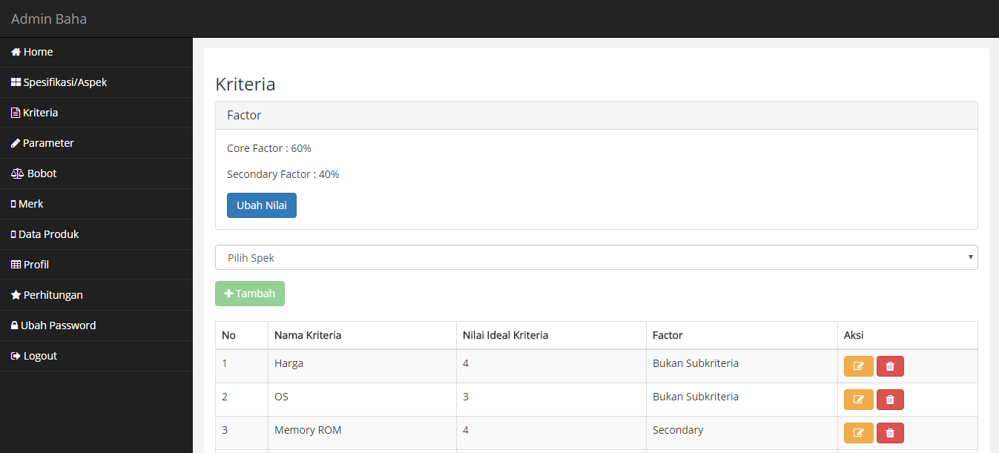 Admin Baha
Home
Spesifikasi/Aspek
Kriteria
Parameter
Bobot
Merk
Data Produk
Profil
Perhitungan
Ubah Password
Logout
Kriteria
Factor
Core Factor : 60%
Secondary Factor : 40%
Ubah Nilai
Pilih Spek
Tambah
No Nama Kriteria Nilai Ideal Kriteria Factor Aksi
1 Harga 4 Bukan Subkriteria
2 OS 3 Bukan Subkriteria
3 Memory ROM 4 Secondary